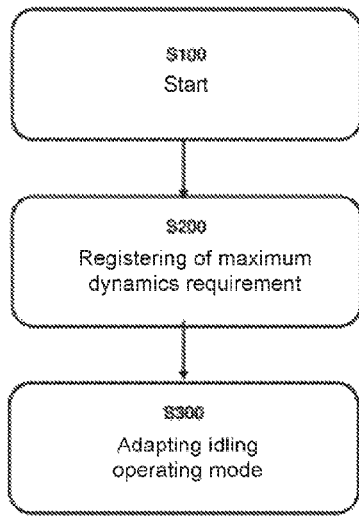 S100
Start
S200
Registering of maximum
dynamics requirement
S300
Adapting idling
operating mode